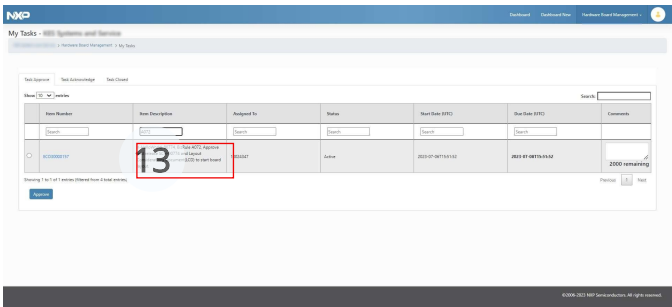 NXP
Dashboard Dashboard New Hardware Board Management
My Tasks -
> Hardware Board Management > My Tasks
Task Approve Task Acknowledge Task Closed
Show 10 entries
Search:
Item Number Item Description Assigned To Status Start Date (UTC) Due Date (UTC) Comments
Search A072 Search Search Search Search
A072, Approve
and Layout
(LCD) to start board
13
Active
2023-07-08T15:51:52
2023-07-08T15:51:52
2000 remaining
Showing 1 to 1 of 1 entries (filtered from 4 total entries)
Previous 1 Next
Approve
©2006-2023 NXP Semiconductors. All rights reserved.